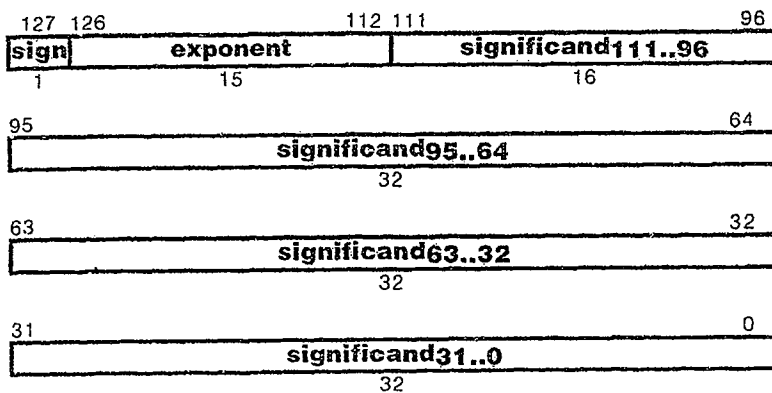 127 126 112 111 96
sign exponent significand111..96
1 15 16
95 64
significand95..64
32
63 32
significand63..32
32
31 0
significand31..0
32